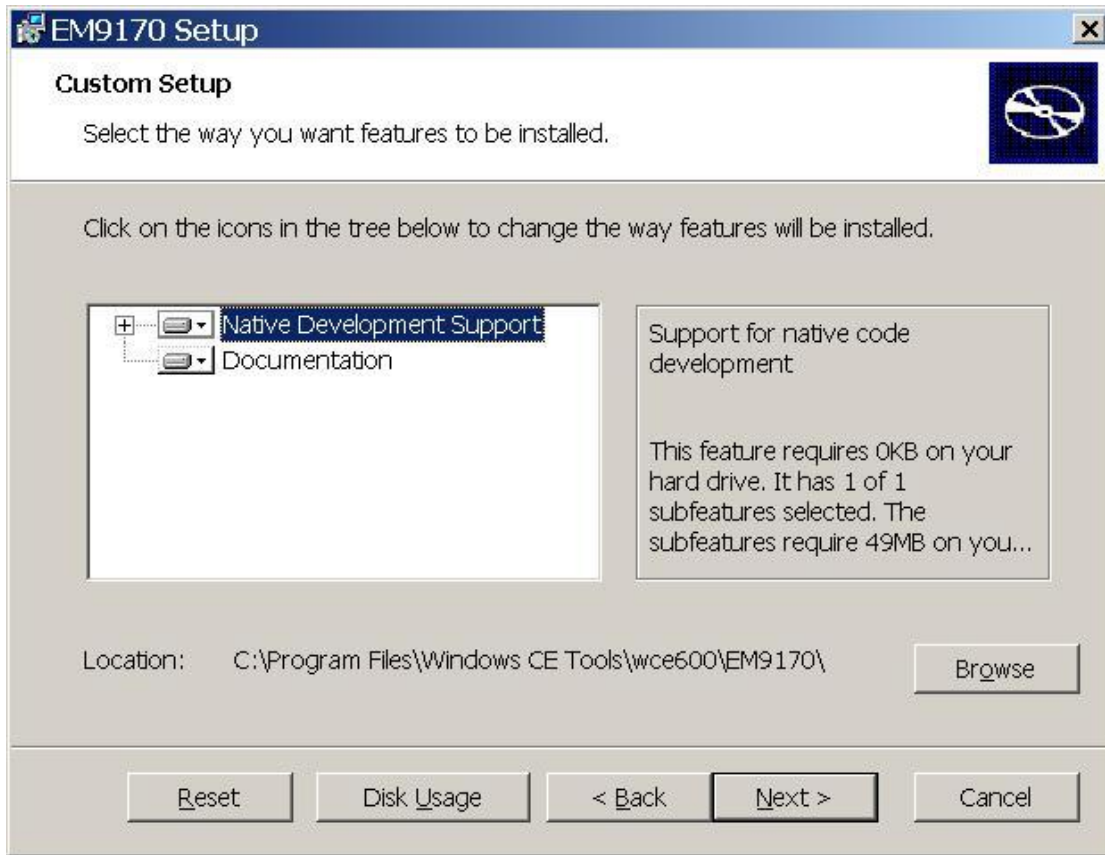 EM9170 Setup
Custom Setup
Select the way you want features to be installed.
Click on the icons in the tree below to change the way features will be installed.
Native Development Support
Documentation
Support for native code
development
This feature requires 0KB on your
hard drive. It has 1 of 1
subfeatures selected. The
subfeatures require 49MB on you...
Location: C:\Program Files\Windows CE Tools\wce600\EM9170\
Browse
Reset Disk Usage < Back Next > Cancel